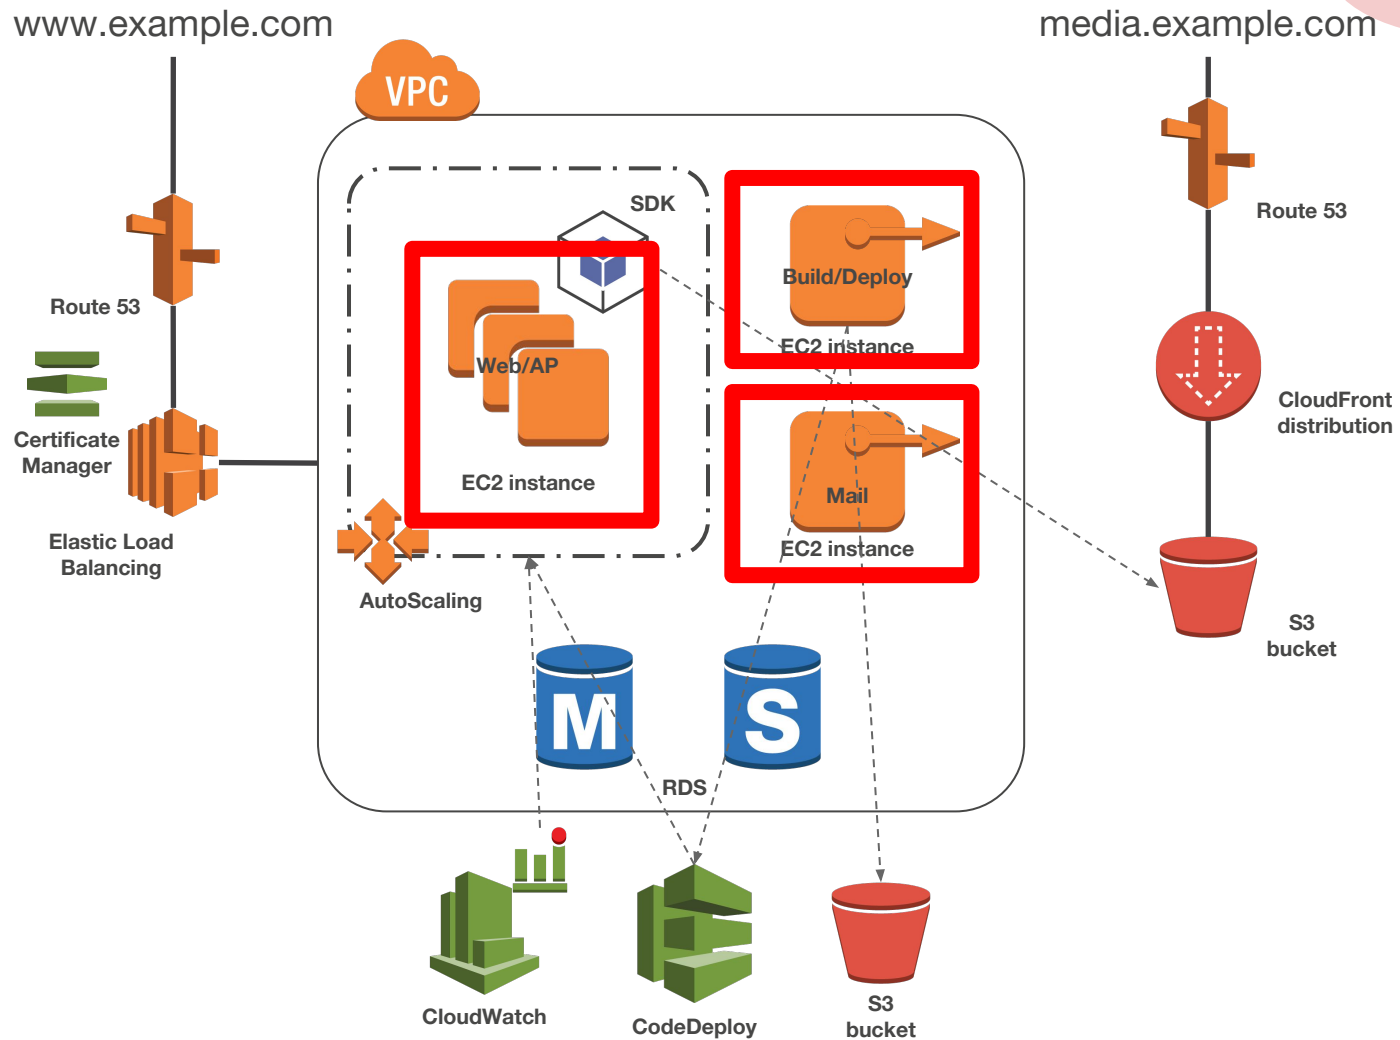 www.example.com
media.example.com
VPC
SDK
Route 53
Build/Deploy
Route 53
EC2 instance
Web/AP
CloudFront
distribution
Certificate
Manager
EC2 instance
Mail
Elastic Load
Balancing
EC2 instance
AutoScaling
S3
bucket
M
S
RDS
CloudWatch
CodeDeploy
S3
bucket